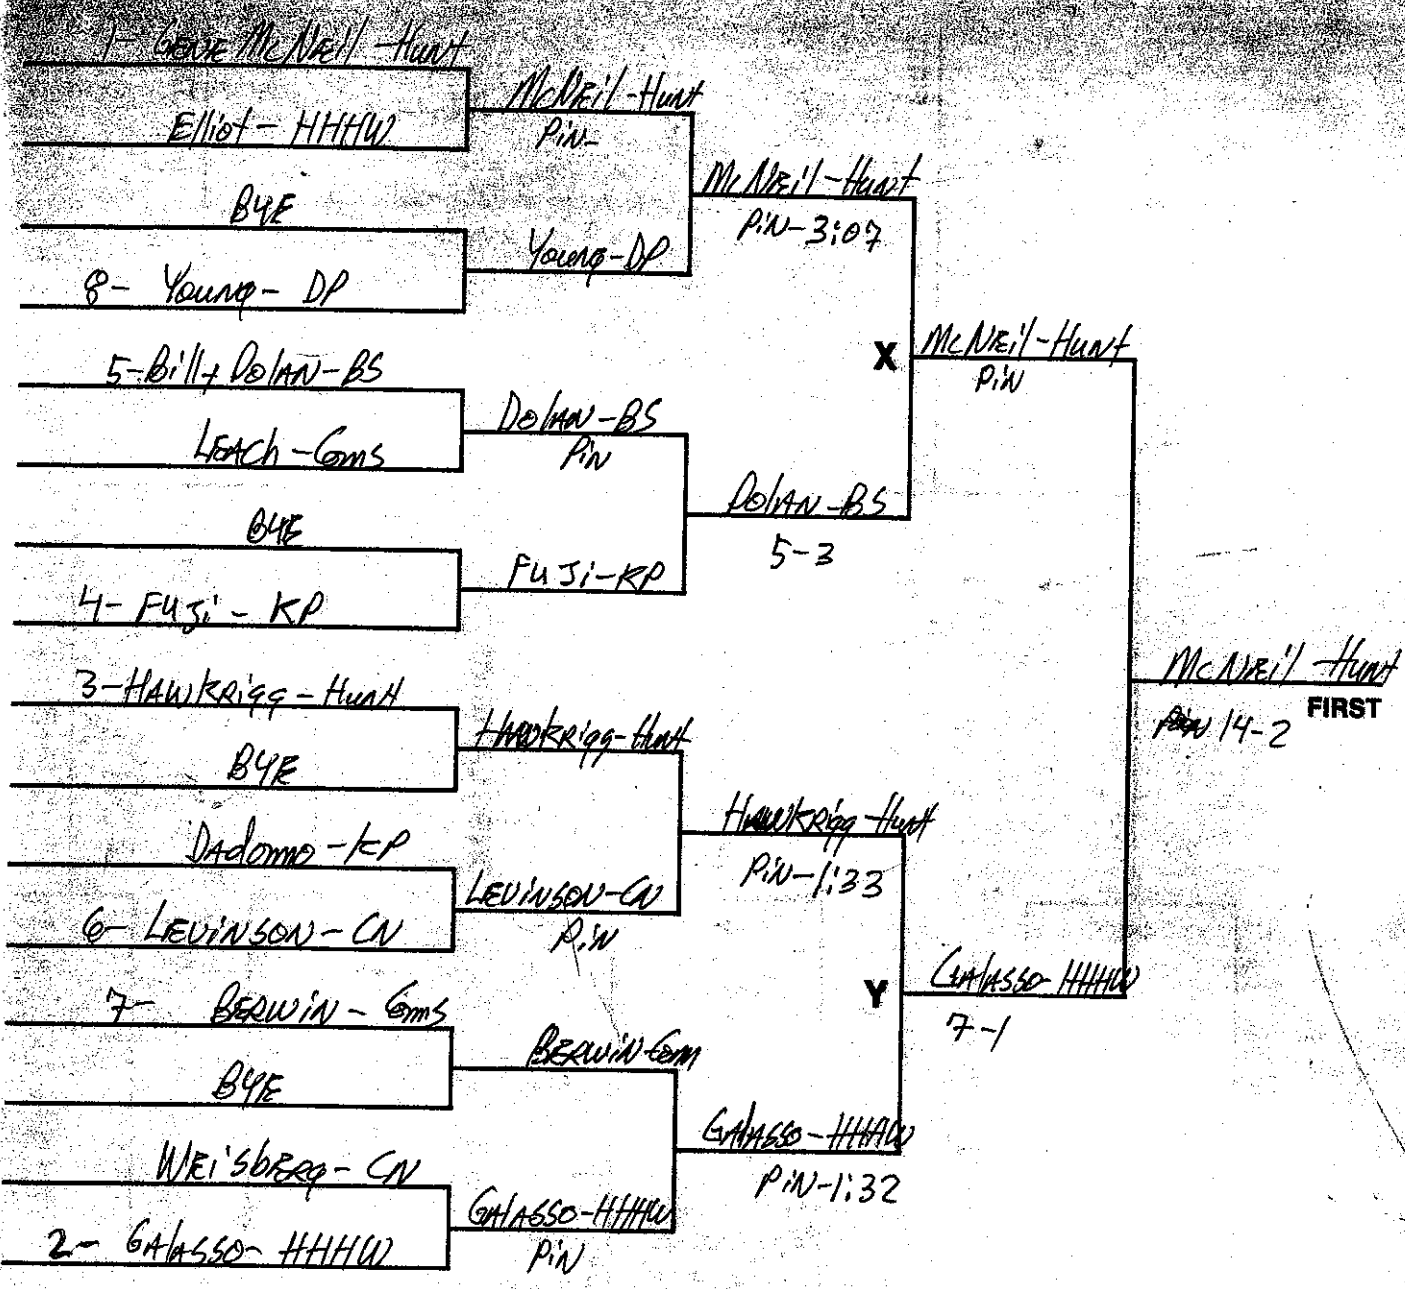 1- GENE McNEil -Hunt
Elliot - HHHW
BYE
8- Young- DP
5-Billy DolAN-BS
LEACh -Gms
BYE
4- FUJi - KP
3-HAWKRigg-Hunt
BYE
DAdomo -KP
6- LEVINSON - CN
7- BERWIN - Gms
BYE
WEisbERg- CN
2- GAlASSO- HHHW
McNEil-Hunt
PiN-
Young-DP
DolAN-BS
PiN
FUJi-KP
HAWKRigg-Hunt
LEVINSON-CN
PiN
BERWIN-Gm
GAlASSO-HHHW
PiN
McNEil-Hunt
PiN-3:07
DolAN-BS
5-3
HAWKRigg-Hunt
PiN-1:33
GAlASSO-HHHW
PiN-1:32
X
McNEil-Hunt
PiN
Y
GAlASSO-HHHW
7-1
McNEil-Hunt
FIRST
14-2